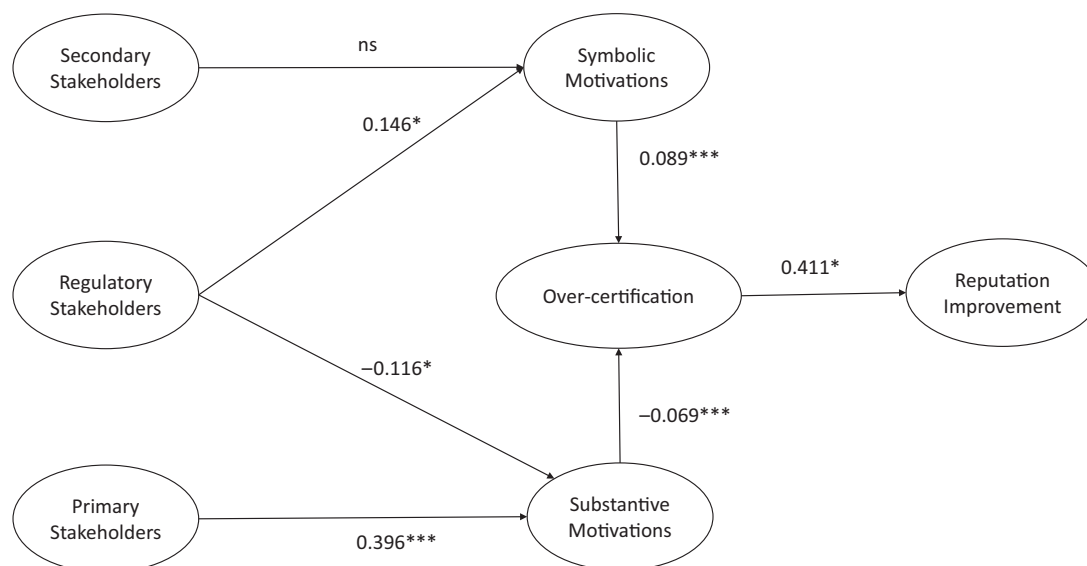 Secondary
Stakeholders
ns
Symbolic
Motivations
0.146*
0.089***
Regulatory
Stakeholders
Over-certification
0.411*
Reputation
Improvement
–0.116*
–0.069***
Primary
Stakeholders
0.396***
Substantive
Motivations